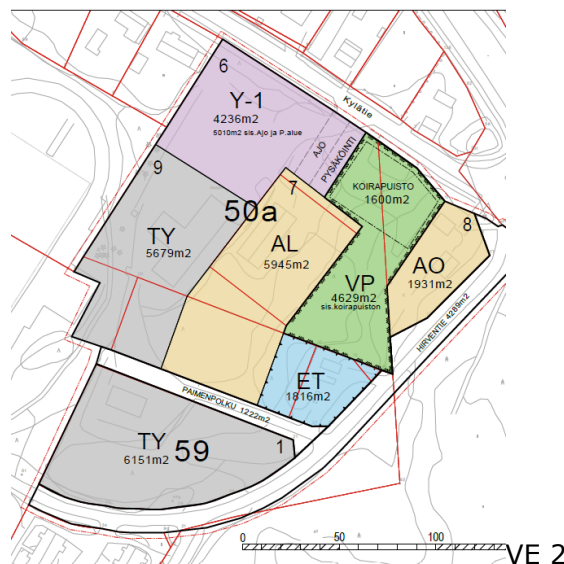 6
Y-1
4236m2
5010m2 sis.Ajo ja P.alue
Kylätie
AJO
PYSÄKÖINTI
9
7
KOIRAPUISTO
1600m2
50a
8
TY
5679m2
AL
5945m2
AO
1931m2
VP
4629m2
sis.koirapuiston
HIRVENTIE 4289m2
ET
1816m2
PAIMENPOLKU 1222m2
TY
6151m2
59
1
0
50
100
VE 2